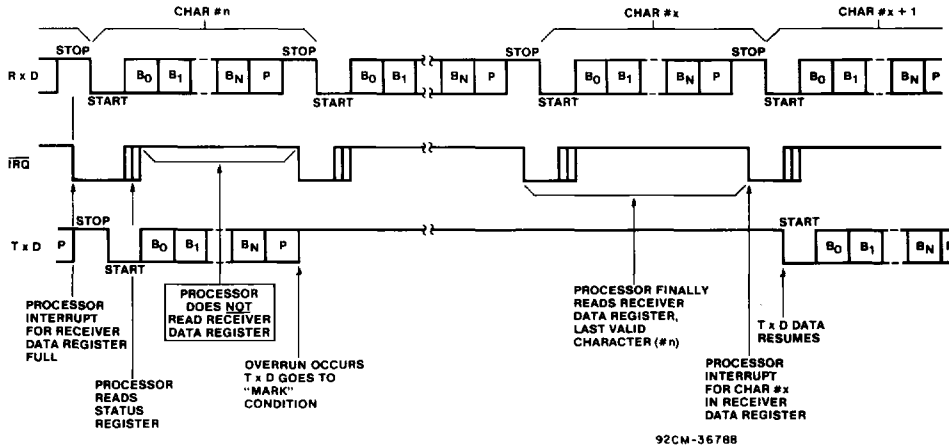 CHAR #n CHAR #x CHAR #x + 1
STOP STOP STOP STOP
R x D B0 B1 BN P B0 B1 BN P B0 B1 BN P B0 B1 BN P
START START START START
IRQ
STOP START
T x D P B0 B1 BN P B0 B1 BN
START
PROCESSOR
INTERRUPT
FOR RECEIVER
DATA REGISTER
FULL
PROCESSOR
READS
STATUS
REGISTER
PROCESSOR
DOES NOT
READ RECEIVER
DATA REGISTER
OVERRUN OCCURS
T x D GOES TO
"MARK"
CONDITION
PROCESSOR FINALLY
READS RECEIVER
DATA REGISTER,
LAST VALID
CHARACTER (#n)
PROCESSOR
INTERRUPT
FOR CHAR #x
IN RECEIVER
DATA REGISTER
T x D DATA
RESUMES
92CM-36788